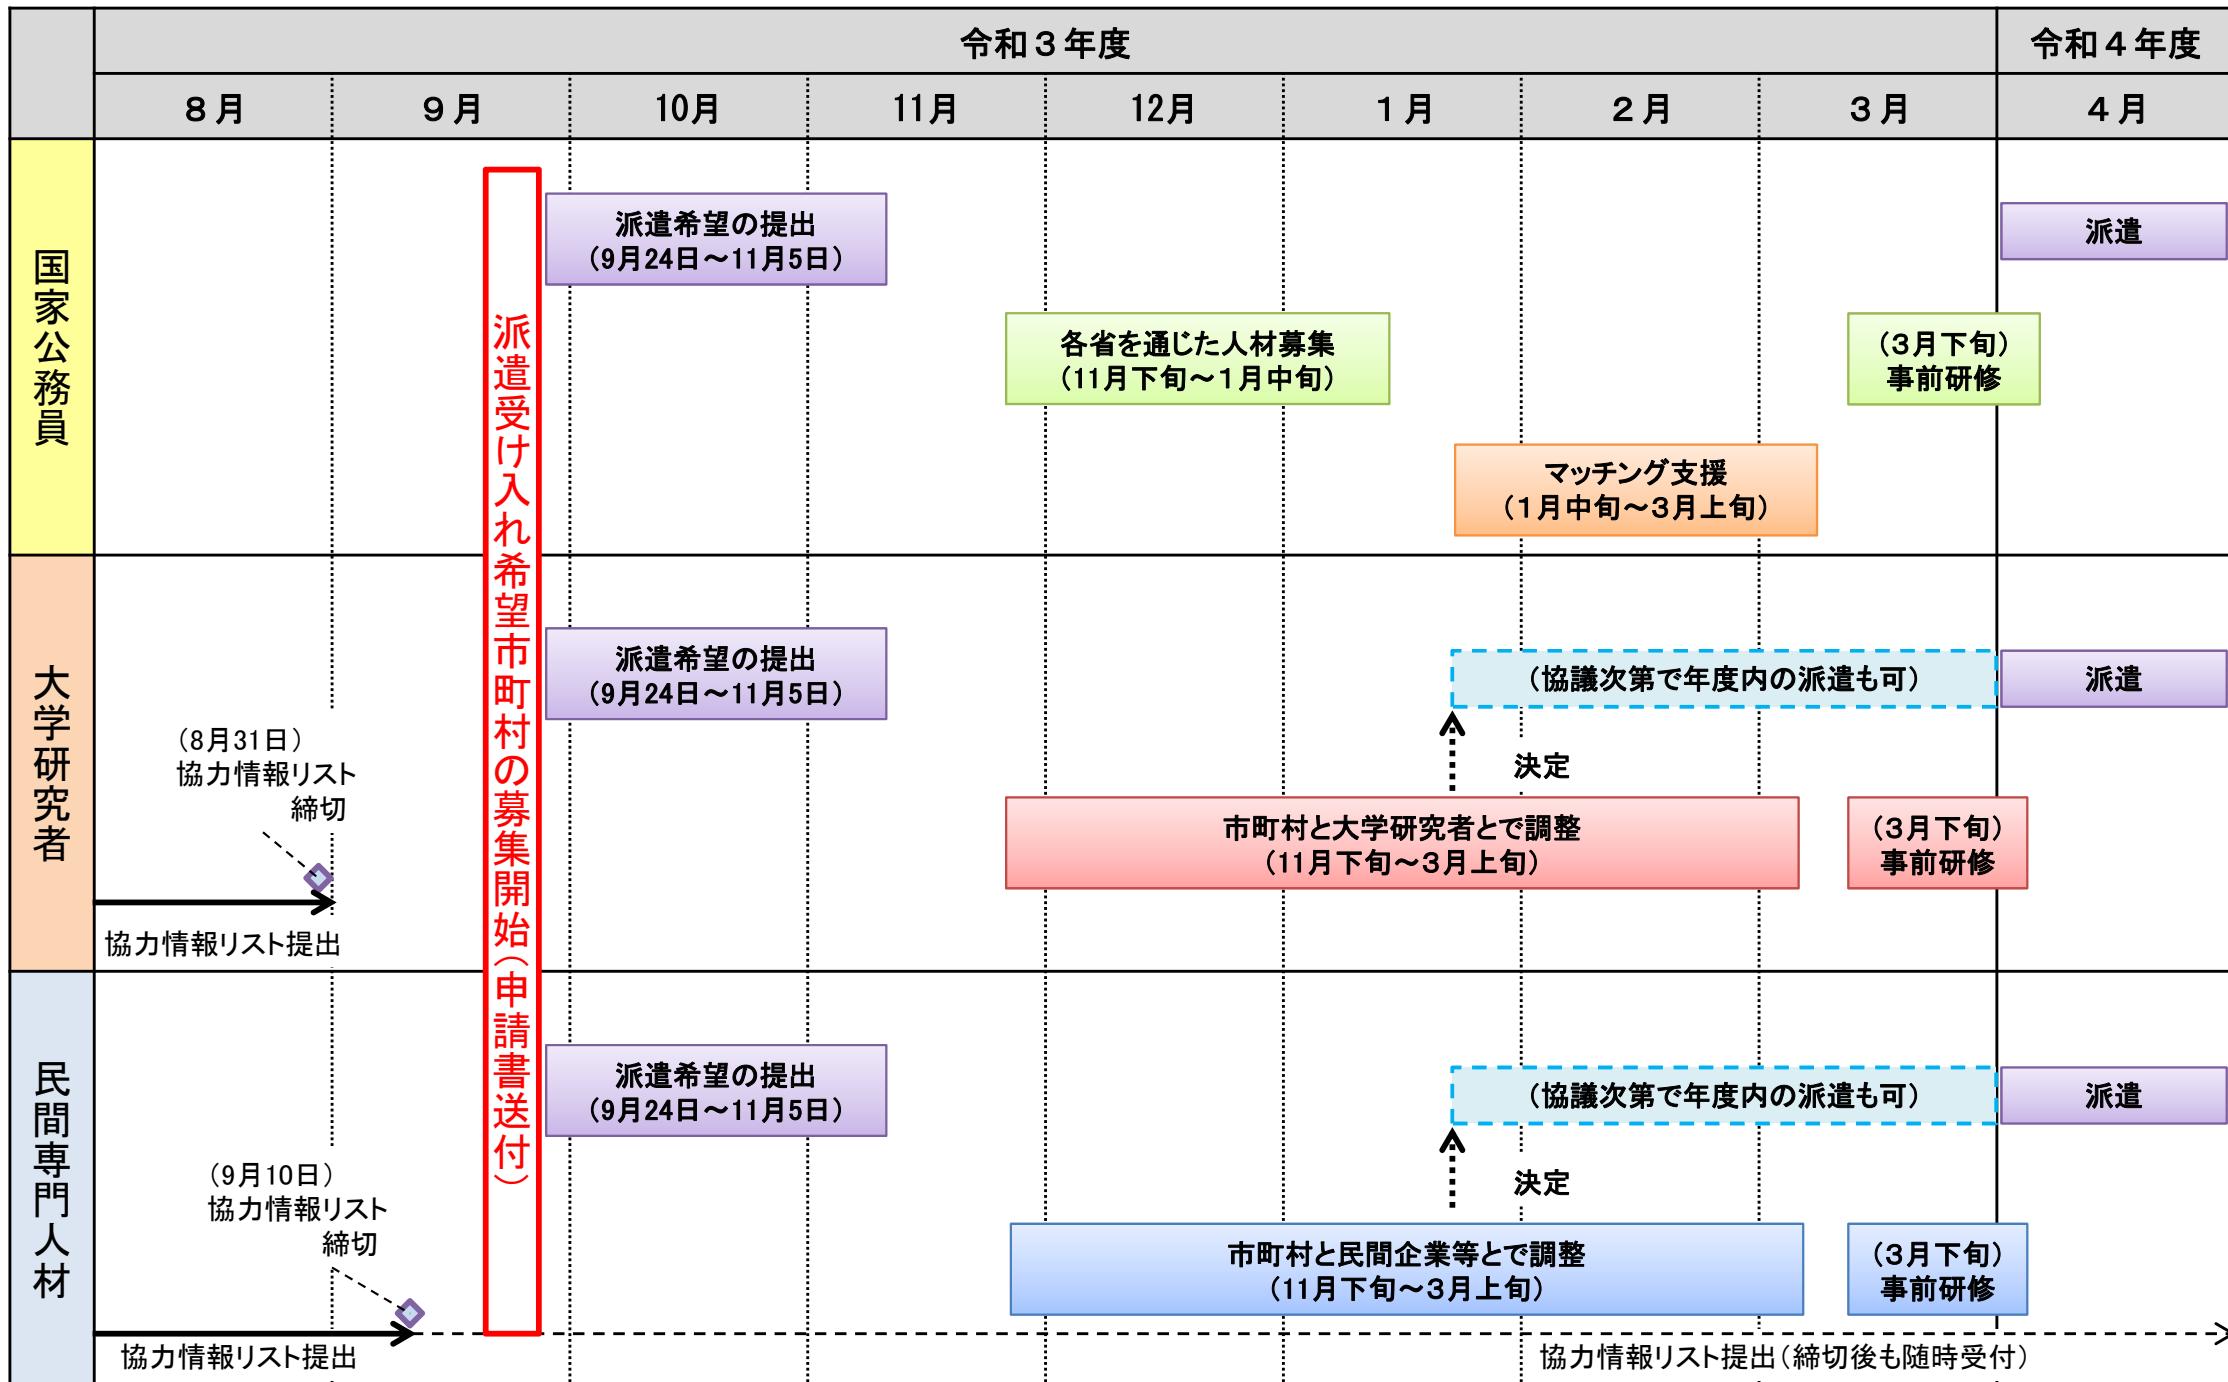 令和３年度
令和４年度
８月
９月
10月
11月
12月
１月
２月
３月
４月
派遣受け入れ希望市町村の募集開始（申請書送付）
国家公務員
派遣希望の提出
（9月24日～11月5日）
派遣
各省を通じた人材募集
（11月下旬～１月中旬）
（３月下旬）
事前研修
マッチング支援
（１月中旬～３月上旬）
大学研究者
派遣希望の提出
（9月24日～11月5日）
（協議次第で年度内の派遣も可）
派遣
（8月31日）
協力情報リスト
締切
決定
市町村と大学研究者とで調整
（11月下旬～３月上旬）
（３月下旬）
事前研修
協力情報リスト提出
民間専門人材
派遣希望の提出
（9月24日～11月5日）
（協議次第で年度内の派遣も可）
派遣
（9月10日）
協力情報リスト
締切
決定
市町村と民間企業等とで調整
（11月下旬～３月上旬）
（３月下旬）
事前研修
協力情報リスト提出
協力情報リスト提出（締切後も随時受付）